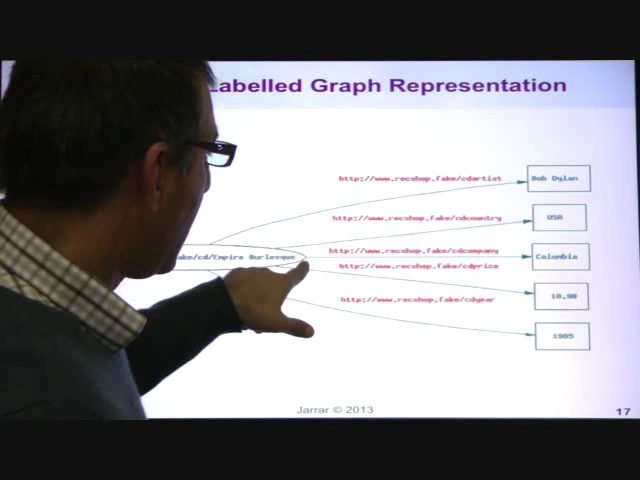 Labelled Graph Representation
http://www.recshop.fake/cdartist
Bob Dylan
http://www.recshop.fake/cdcountry
USA
http://www.recshop.fake/cdcompany
fake/cd/Empire Burlesque
Columbia
http://www.recshop.fake/cdprice
10.90
http://www.recshop.fake/cdyear
1985
Jarrar © 2013
17